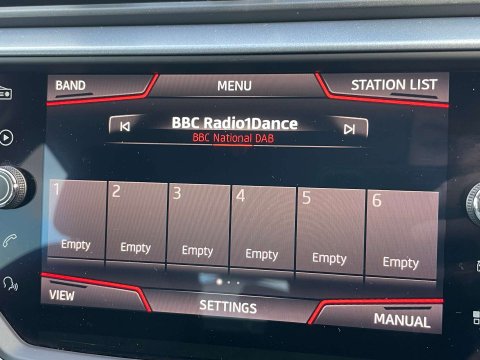 BAND MENU STATION LIST
BBC Radio1Dance
BBC National DAB
1 2 3 4 5 6
Empty Empty Empty Empty Empty Empty
VIEW SETTINGS MANUAL